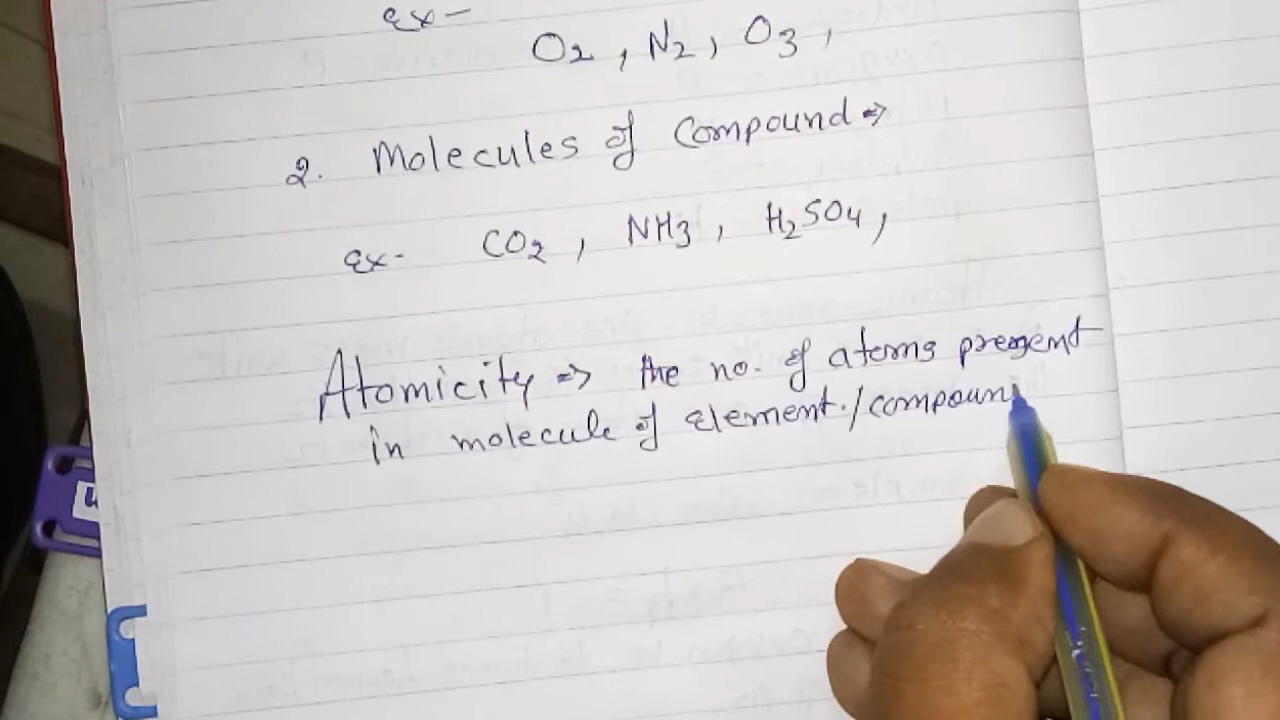 Ex-
O2, N2, O3,
2. Molecules of Compound ⇒
Ex- CO2, NH3, H2SO4,
Atomicity ⇒ the no. of atoms present
in molecule of element./compoun